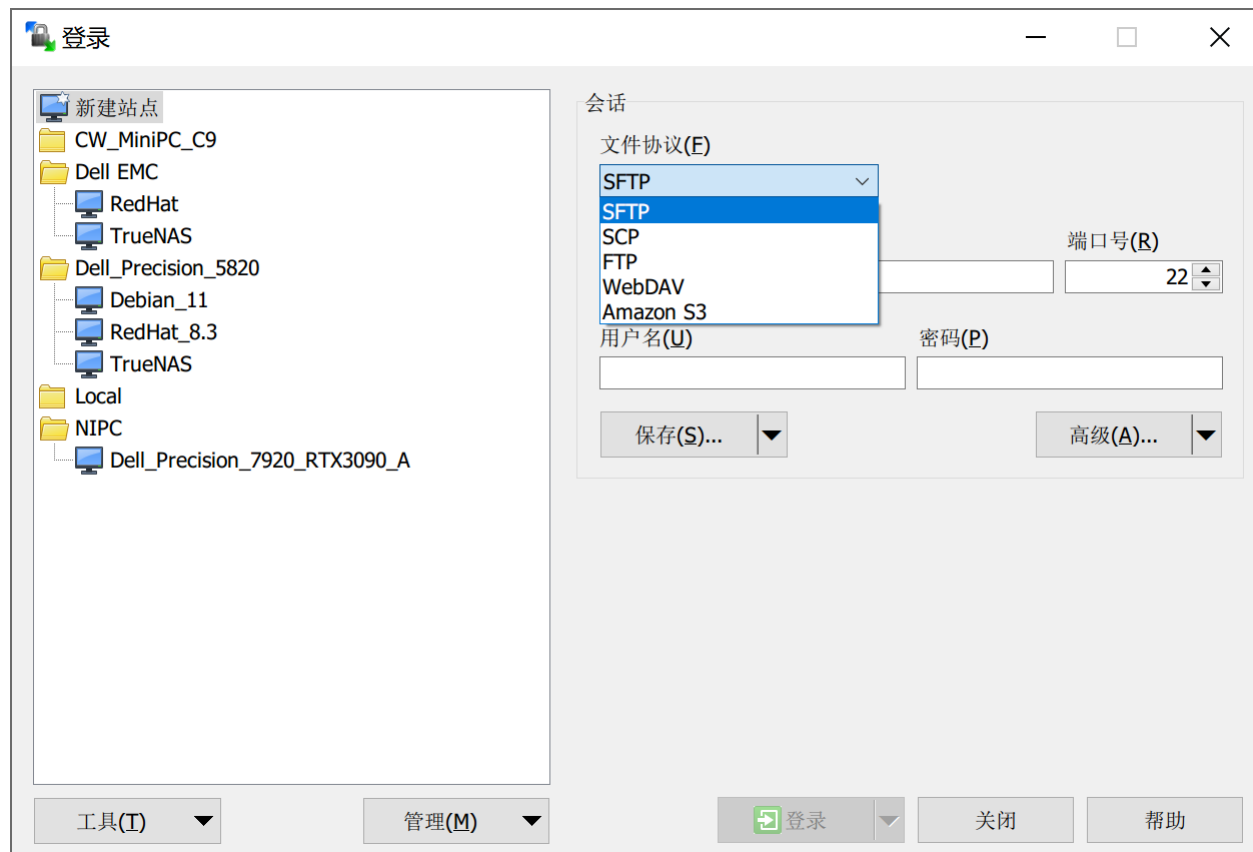 登录
新建站点
CW_MiniPC_C9
Dell EMC
RedHat
TrueNAS
Dell_Precision_5820
Debian_11
RedHat_8.3
TrueNAS
Local
NIPC
Dell_Precision_7920_RTX3090_A
会话
文件协议(F)
SFTP
SFTP
SCP
FTP
WebDAV
Amazon S3
端口号(R)
22
用户名(U)
密码(P)
保存(S)...
高级(A)...
工具(T)
管理(M)
登录
关闭
帮助